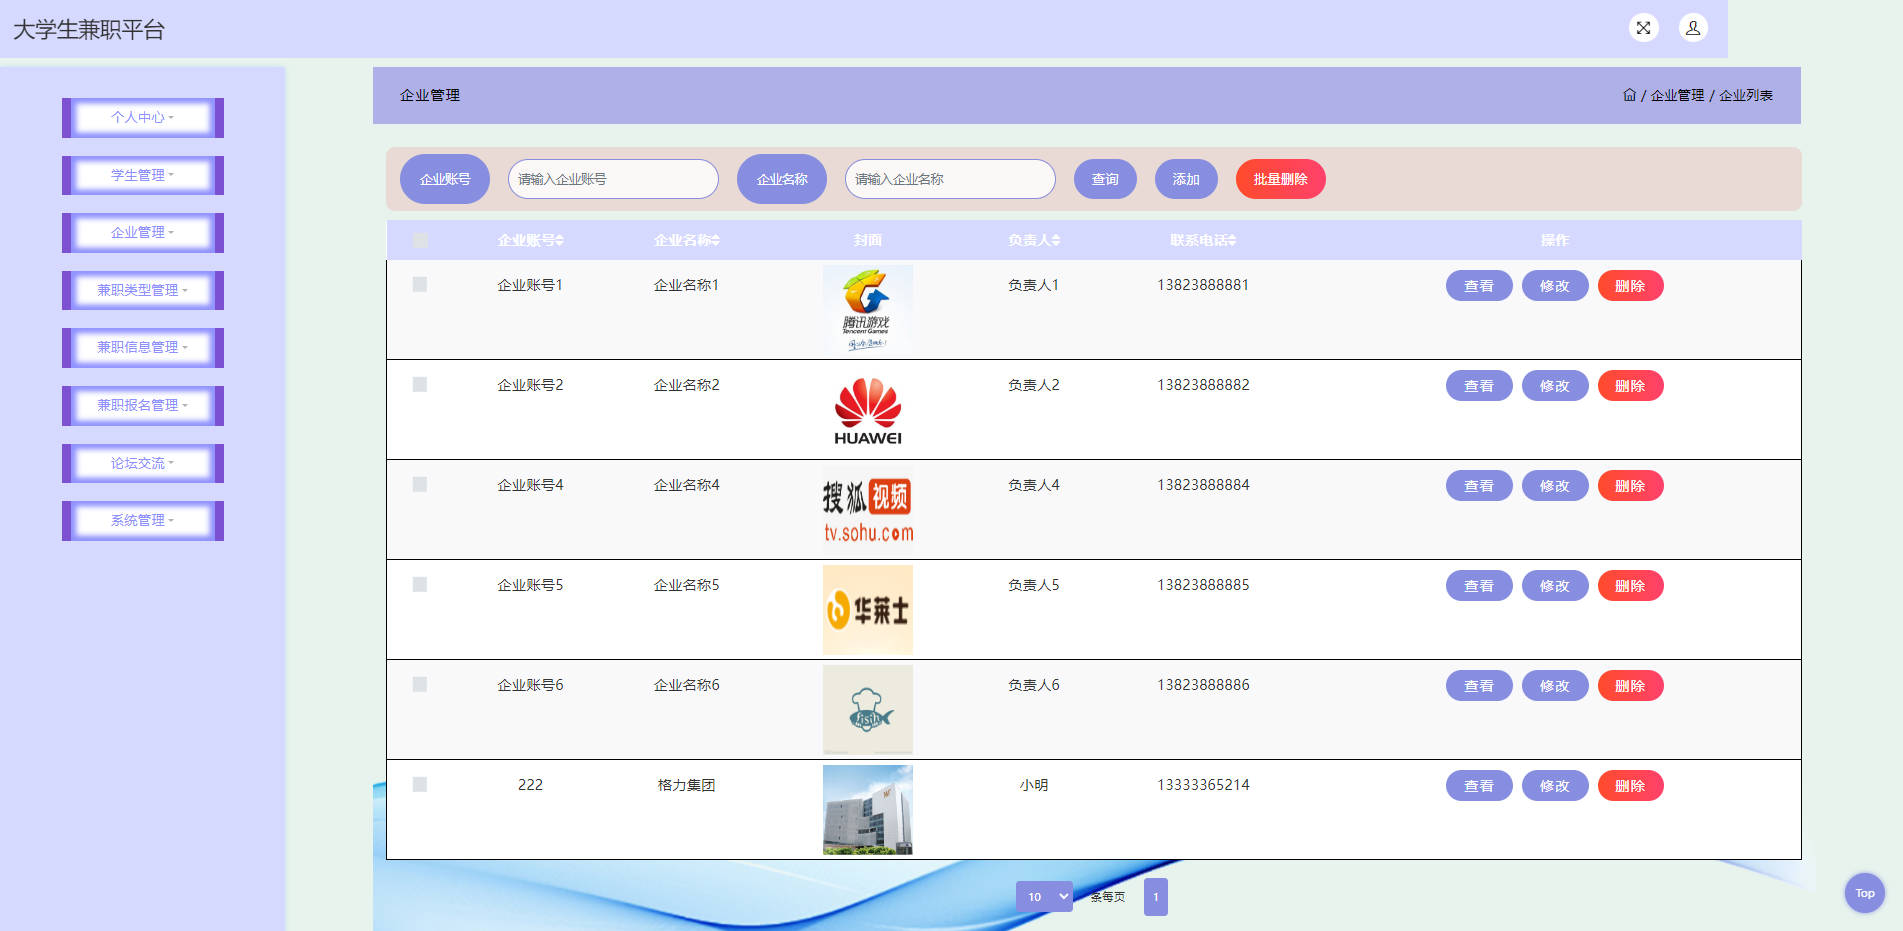 大学生兼职平台
个人中心
学生管理
企业管理
兼职类型管理
兼职信息管理
兼职报名管理
论坛交流
系统管理
企业管理
/ 企业管理 / 企业列表
企业账号 请输入企业账号 企业名称 请输入企业名称 查询 添加 批量删除
企业账号 企业名称 封面 负责人 联系电话 操作
企业账号1 企业名称1 负责人1 13823888881 查看 修改 删除
腾讯游戏
Tencent Games
企业账号2 企业名称2 负责人2 13823888882 查看 修改 删除
HUAWEI
企业账号4 企业名称4 负责人4 13823888884 查看 修改 删除
搜狐视频
tv.sohu.com
企业账号5 企业名称5 负责人5 13823888885 查看 修改 删除
华莱士
企业账号6 企业名称6 负责人6 13823888886 查看 修改 删除
222 格力集团 小明 13333365214 查看 修改 删除
10 条每页 1
Top